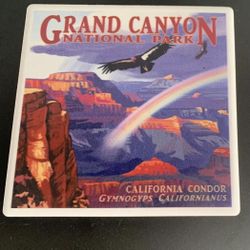 GRAND CANYON
NATIONAL PARK
CALIFORNIA CONDOR
GYMNOGYPS CALIFORNIANUS